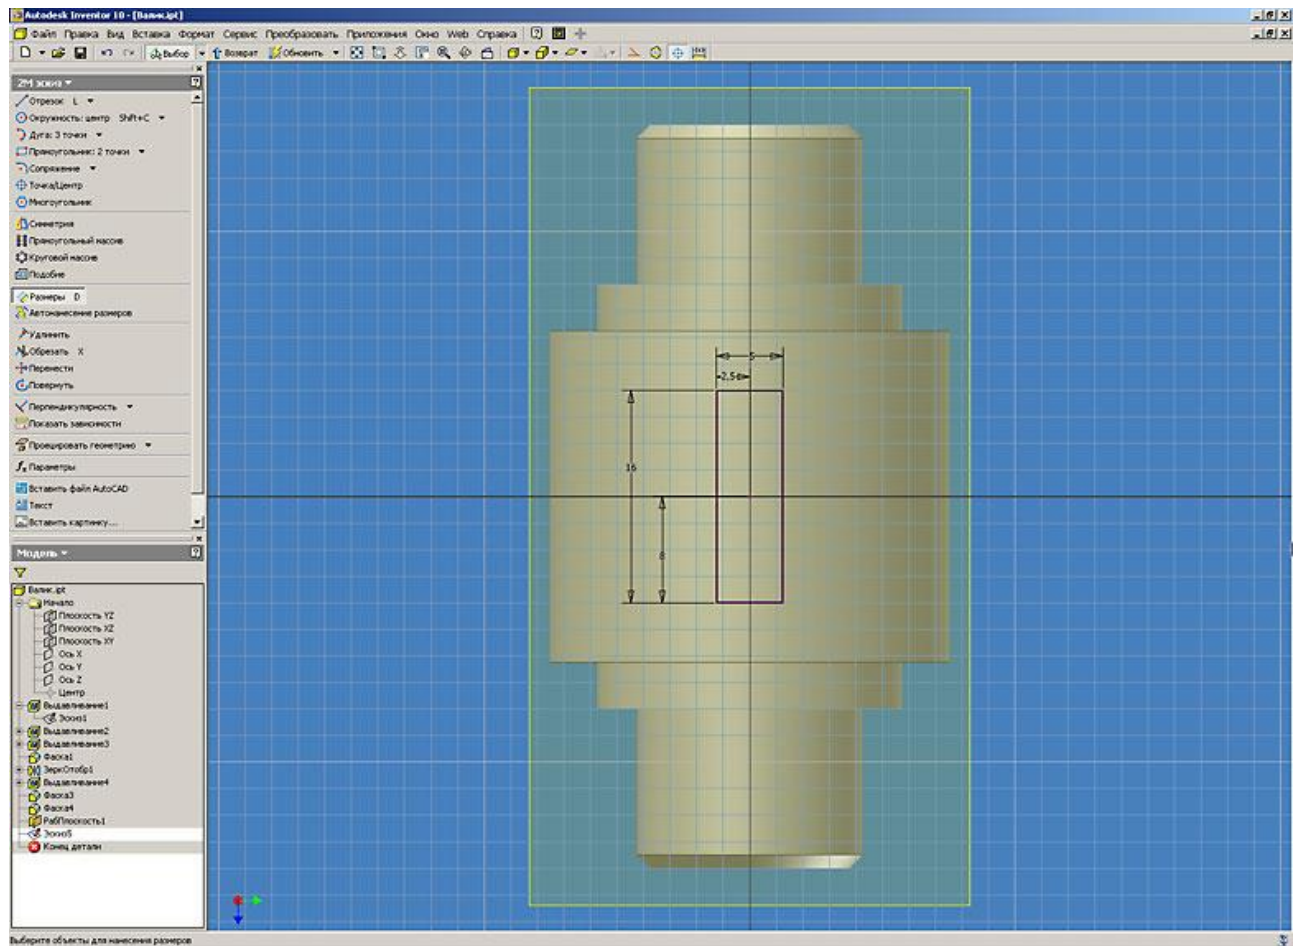 Autodesk Inventor 10 - [Валик.ipt]
Файл Правка Вид Вставка Формат Сервис Преобразовать Приложения Окно Web Справка
Выбор Возврат Обновить
2М эскиз
Отрезок L
Окружность: центр Shift+C
Дуга: 3 точки
Прямоугольник: 2 точки
Сопряжение
Точка/Центр
Многоугольник
Симметрия
Прямоугольный массив
Круговой массив
Подобие
Размеры D
Автонанесение размеров
Удлинить
Обрезать X
Перенести
Повернуть
Перпендикулярность
Показать зависимости
Проецировать геометрию
fx Параметры
Вставить файл AutoCAD
Текст
Вставить картинку...
Модель
Валик.ipt
Начало
Плоскость YZ
Плоскость XZ
Плоскость XY
Ось X
Ось Y
Ось Z
Центр
Выдавливание1
Эскиз1
Выдавливание2
Выдавливание3
Фаска1
ЗеркОтобр1
Выдавливание4
Фаска3
Фаска4
РабПлоскость1
Эскиз5
Конец детали
5
2,5
16
8
Выберите объекты для нанесения размеров